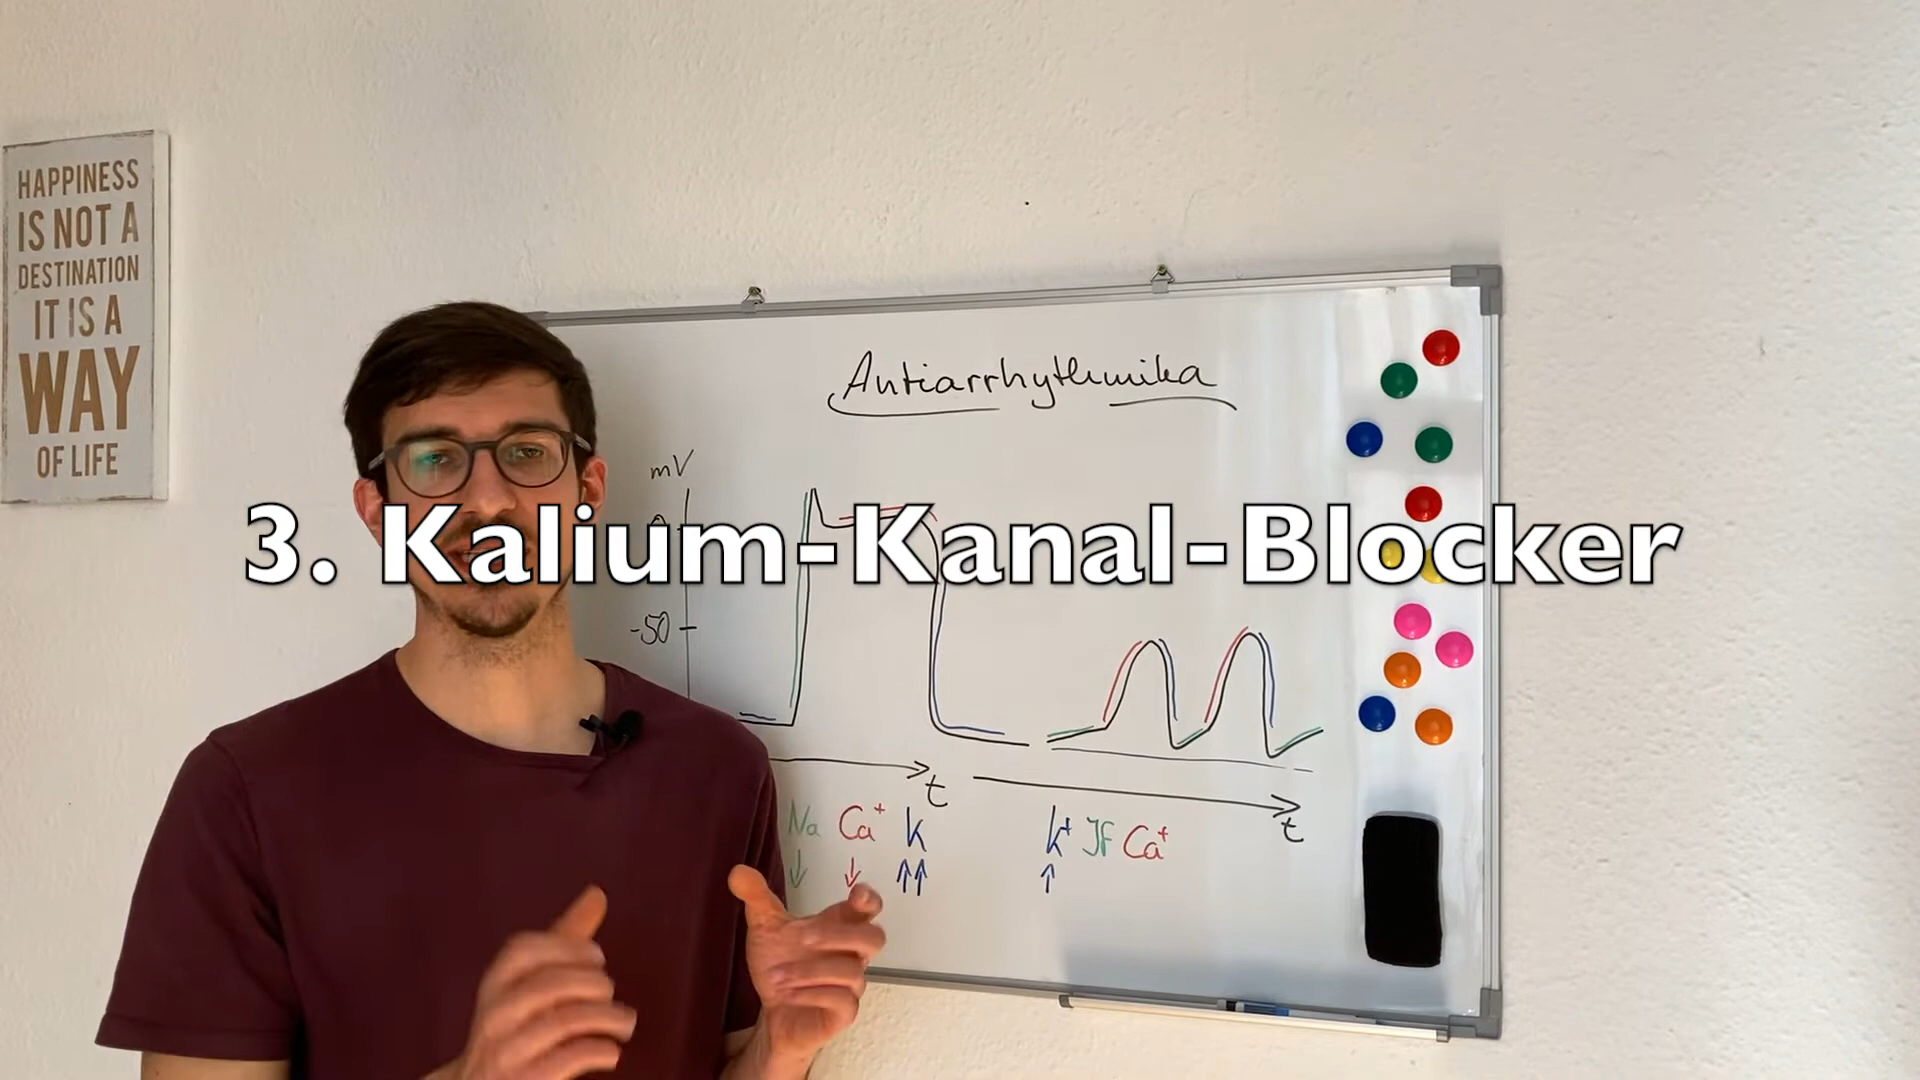 HAPPINESS
IS NOT A
DESTINATION
IT IS A
WAY
OF LIFE
Antiarrhythmika
mV
3. Kalium-Kanal-Blocker
-50
t
t
Na Ca⁺ K
K⁺ If Ca⁺
↓ ↓ ↑↑
↑